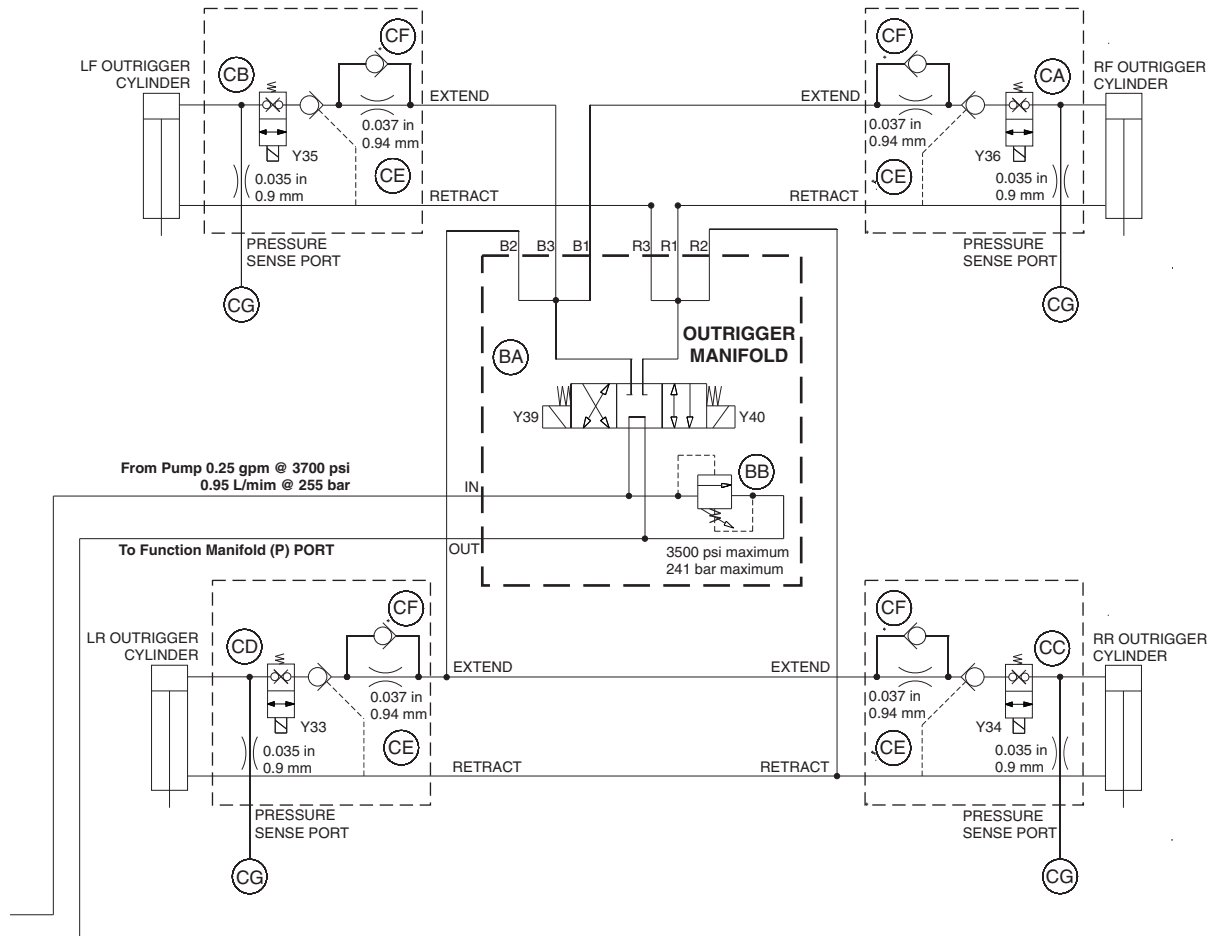 CF
CF
LF OUTRIGGER
CYLINDER
CB
CA
RF OUTRIGGER
CYLINDER
EXTEND
EXTEND
0.037 in
0.94 mm
0.037 in
0.94 mm
Y35
Y36
CE
CE
0.035 in
0.9 mm
0.035 in
0.9 mm
RETRACT
RETRACT
PRESSURE
SENSE PORT
B2
B3
B1
R3
R1
R2
PRESSURE
SENSE PORT
CG
CG
OUTRIGGER
MANIFOLD
BA
Y39
Y40
From Pump 0.25 gpm @ 3700 psi
0.95 L/mim @ 255 bar
BB
IN
To Function Manifold (P) PORT
OUT
3500 psi maximum
241 bar maximum
CF
CF
LR OUTRIGGER
CYLINDER
CD
CC
RR OUTRIGGER
CYLINDER
EXTEND
EXTEND
0.037 in
0.94 mm
0.037 in
0.94 mm
Y33
Y34
CE
CE
0.035 in
0.9 mm
0.035 in
0.9 mm
RETRACT
RETRACT
PRESSURE
SENSE PORT
PRESSURE
SENSE PORT
CG
CG